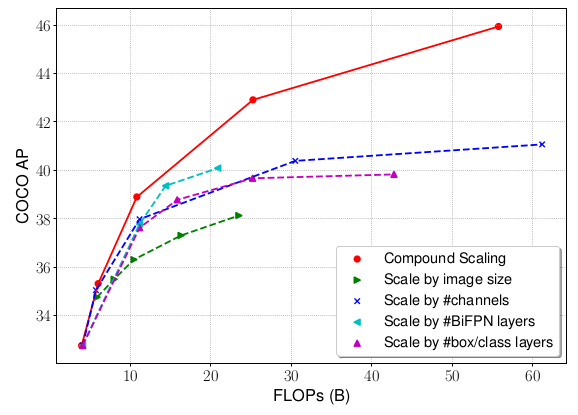 46
44
42
40
38
36
34
COCO AP
10
20
30
40
50
60
FLOPs (B)
Compound Scaling
Scale by image size
Scale by #channels
Scale by #BiFPN layers
Scale by #box/class layers